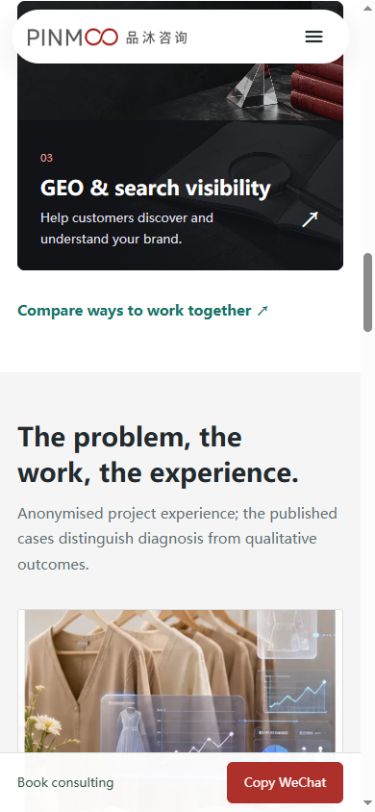 PINMOO 品沐咨询
03
GEO & search visibility
Help customers discover and
understand your brand.
↗
Compare ways to work together ↗
The problem, the
work, the experience.
Anonymised project experience; the published
cases distinguish diagnosis from qualitative
outcomes.
Book consulting
Copy WeChat